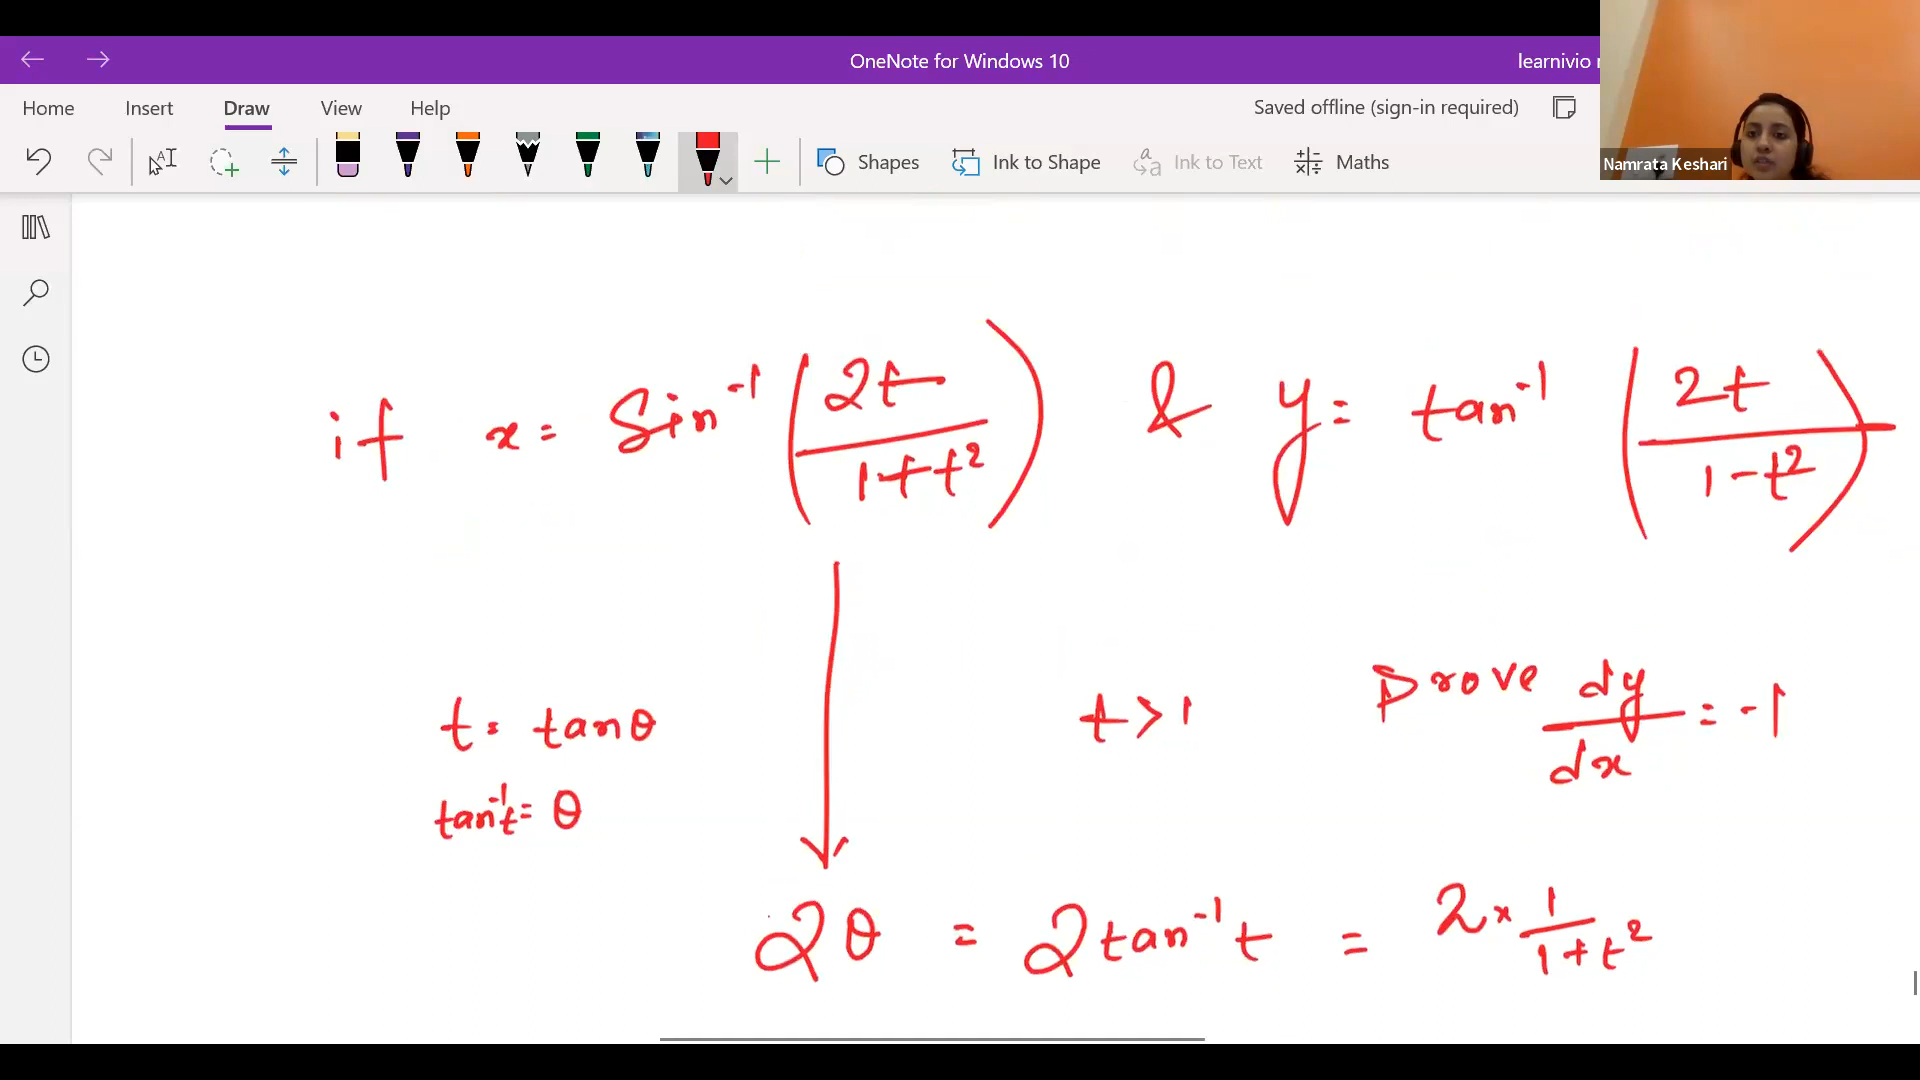 OneNote for Windows 10
learnivio
Home Insert Draw View Help
Saved offline (sign-in required)
Shapes Ink to Shape Ink to Text Maths
Namrata Keshari
if x = Sin⁻¹ (2t / 1+t²) & y = tan⁻¹ (2t / 1-t²)
t = tanθ
t > 1
Prove dy/dx = -1
tan⁻¹t = θ
2θ = 2tan⁻¹t = 2 × 1/1+t²